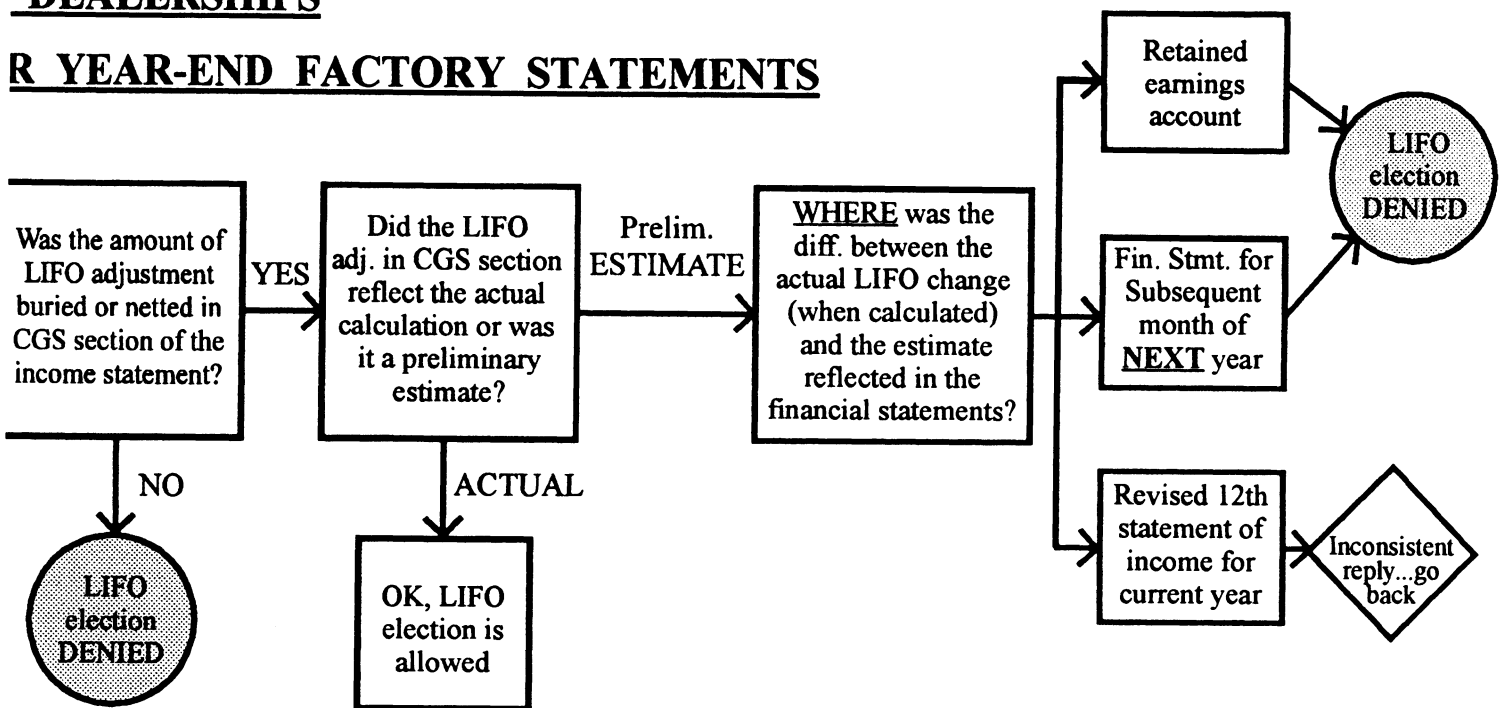 DEALERSHIPS
R YEAR-END FACTORY STATEMENTS
Was the amount of
LIFO adjustment
buried or netted in
CGS section of the
income statement?
YES
NO
LIFO
election
DENIED
Did the LIFO
adj. in CGS section
reflect the actual
calculation or was
it a preliminary
estimate?
Prelim.
ESTIMATE
ACTUAL
OK, LIFO
election is
allowed
WHERE was the
diff. between the
actual LIFO change
(when calculated)
and the estimate
reflected in the
financial statements?
Retained
earnings
account
LIFO
election
DENIED
Fin. Stmt. for
Subsequent
month of
NEXT year
Revised 12th
statement of
income for
current year
Inconsistent
reply...go
back